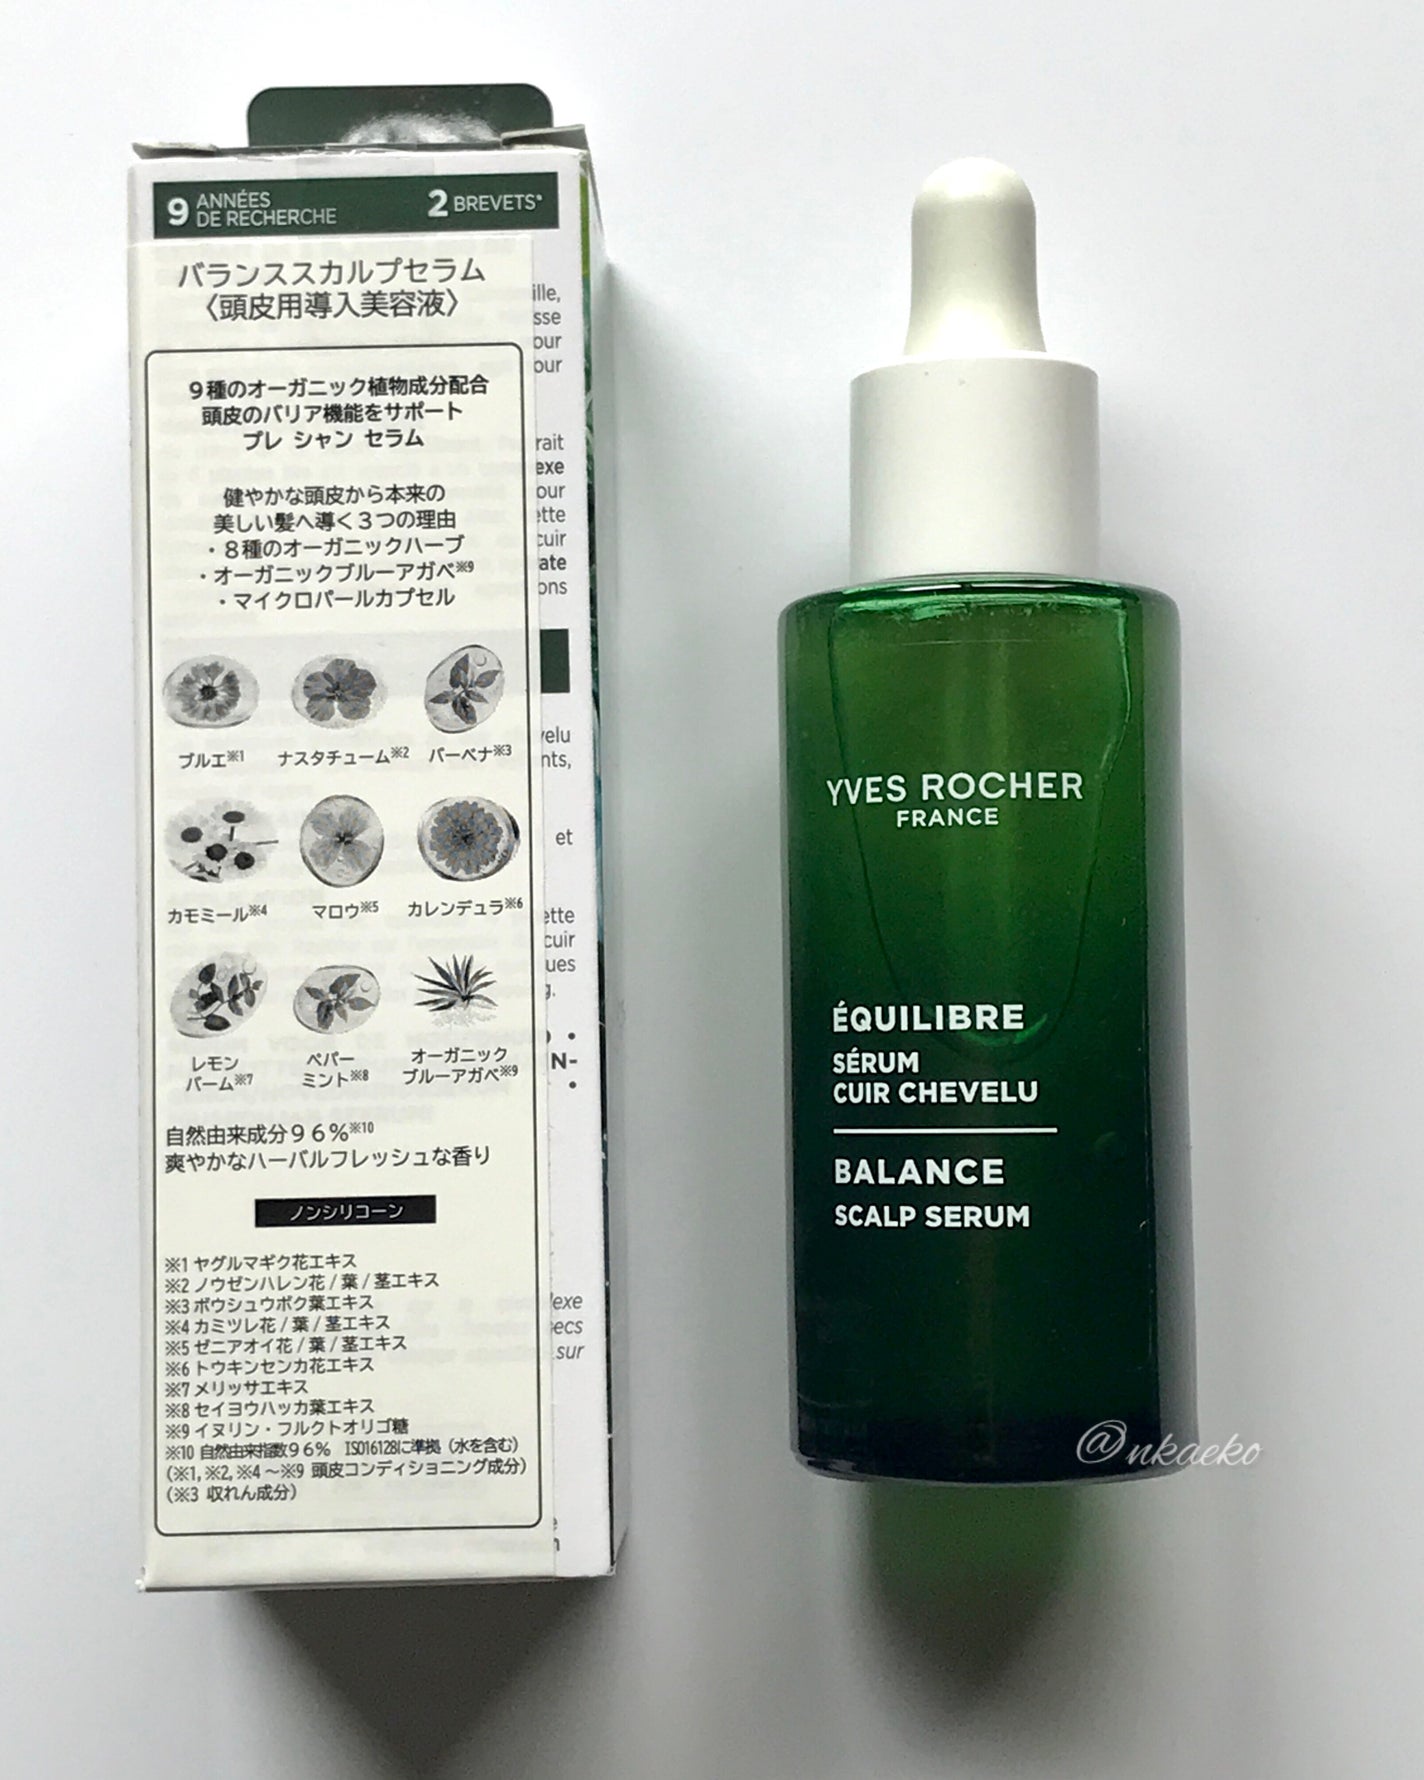 9 ANNÉES
DE RECHERCHE
2 BREVETS*
バランススカルプセラム
〈頭皮用導入美容液〉
9種のオーガニック植物成分配合
頭皮のバリア機能をサポート
プレ シャン セラム
健やかな頭皮から本来の
美しい髪へ導く3つの理由
・8種のオーガニックハーブ
・オーガニックブルーアガベ※9
・マイクロパールカプセル
ブルエ※1 ナスタチューム※2 バーベナ※3
カモミール※4 マロウ※5 カレンデュラ※6
レモン
バーム※7
ペパー
ミント※8
オーガニック
ブルーアガベ※9
自然由来成分96%※10
爽やかなハーバルフレッシュな香り
ノンシリコーン
※1 ヤグルマギク花エキス
※2 ノウゼンハレン花/葉/茎エキス
※3 ボウシュウボク葉エキス
※4 カミツレ花/葉/茎エキス
※5 ゼニアオイ花/葉/茎エキス
※6 トウキンセンカ花エキス
※7 メリッサエキス
※8 セイヨウハッカ葉エキス
※9 イヌリン・フルクトオリゴ糖
※10 自然由来指数96% ISO16128に準拠（水を含む）
（※1, ※2, ※4～※9 頭皮コンディショニング成分）
（※3 収れん成分）
YVES ROCHER
FRANCE
ÉQUILIBRE
SÉRUM
CUIR CHEVELU
BALANCE
SCALP SERUM
@nkaeko